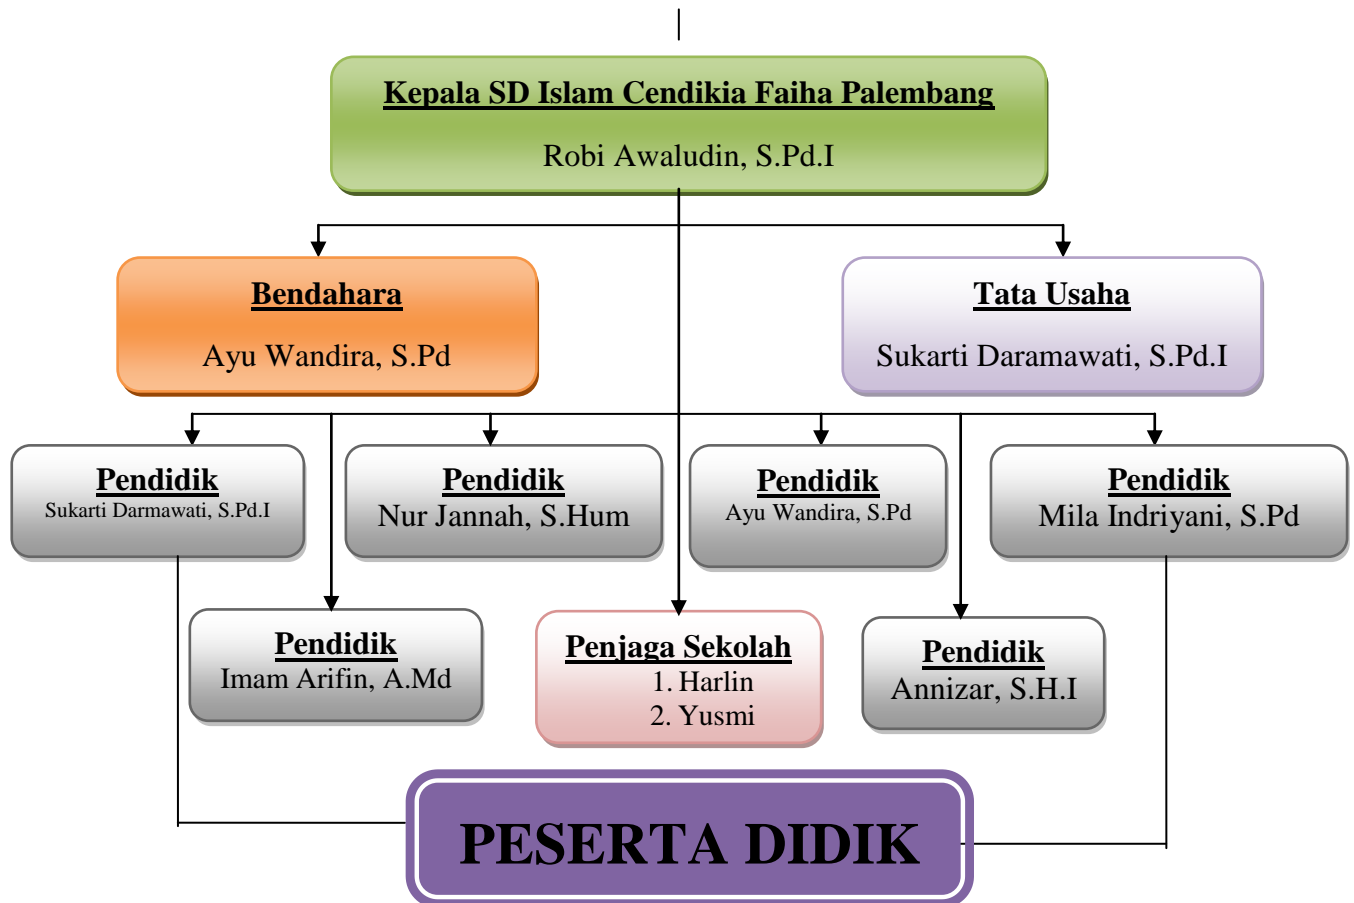 Kepala SD Islam Cendikia Faiha Palembang
Robi Awaludin, S.Pd.I
Bendahara
Ayu Wandira, S.Pd
Tata Usaha
Sukarti Daramawati, S.Pd.I
Pendidik
Sukarti Darmawati, S.Pd.I
Pendidik
Nur Jannah, S.Hum
Pendidik
Ayu Wandira, S.Pd
Pendidik
Mila Indriyani, S.Pd
Pendidik
Imam Arifin, A.Md
Penjaga Sekolah
1. Harlin
2. Yusmi
Pendidik
Annizar, S.H.I
PESERTA DIDIK